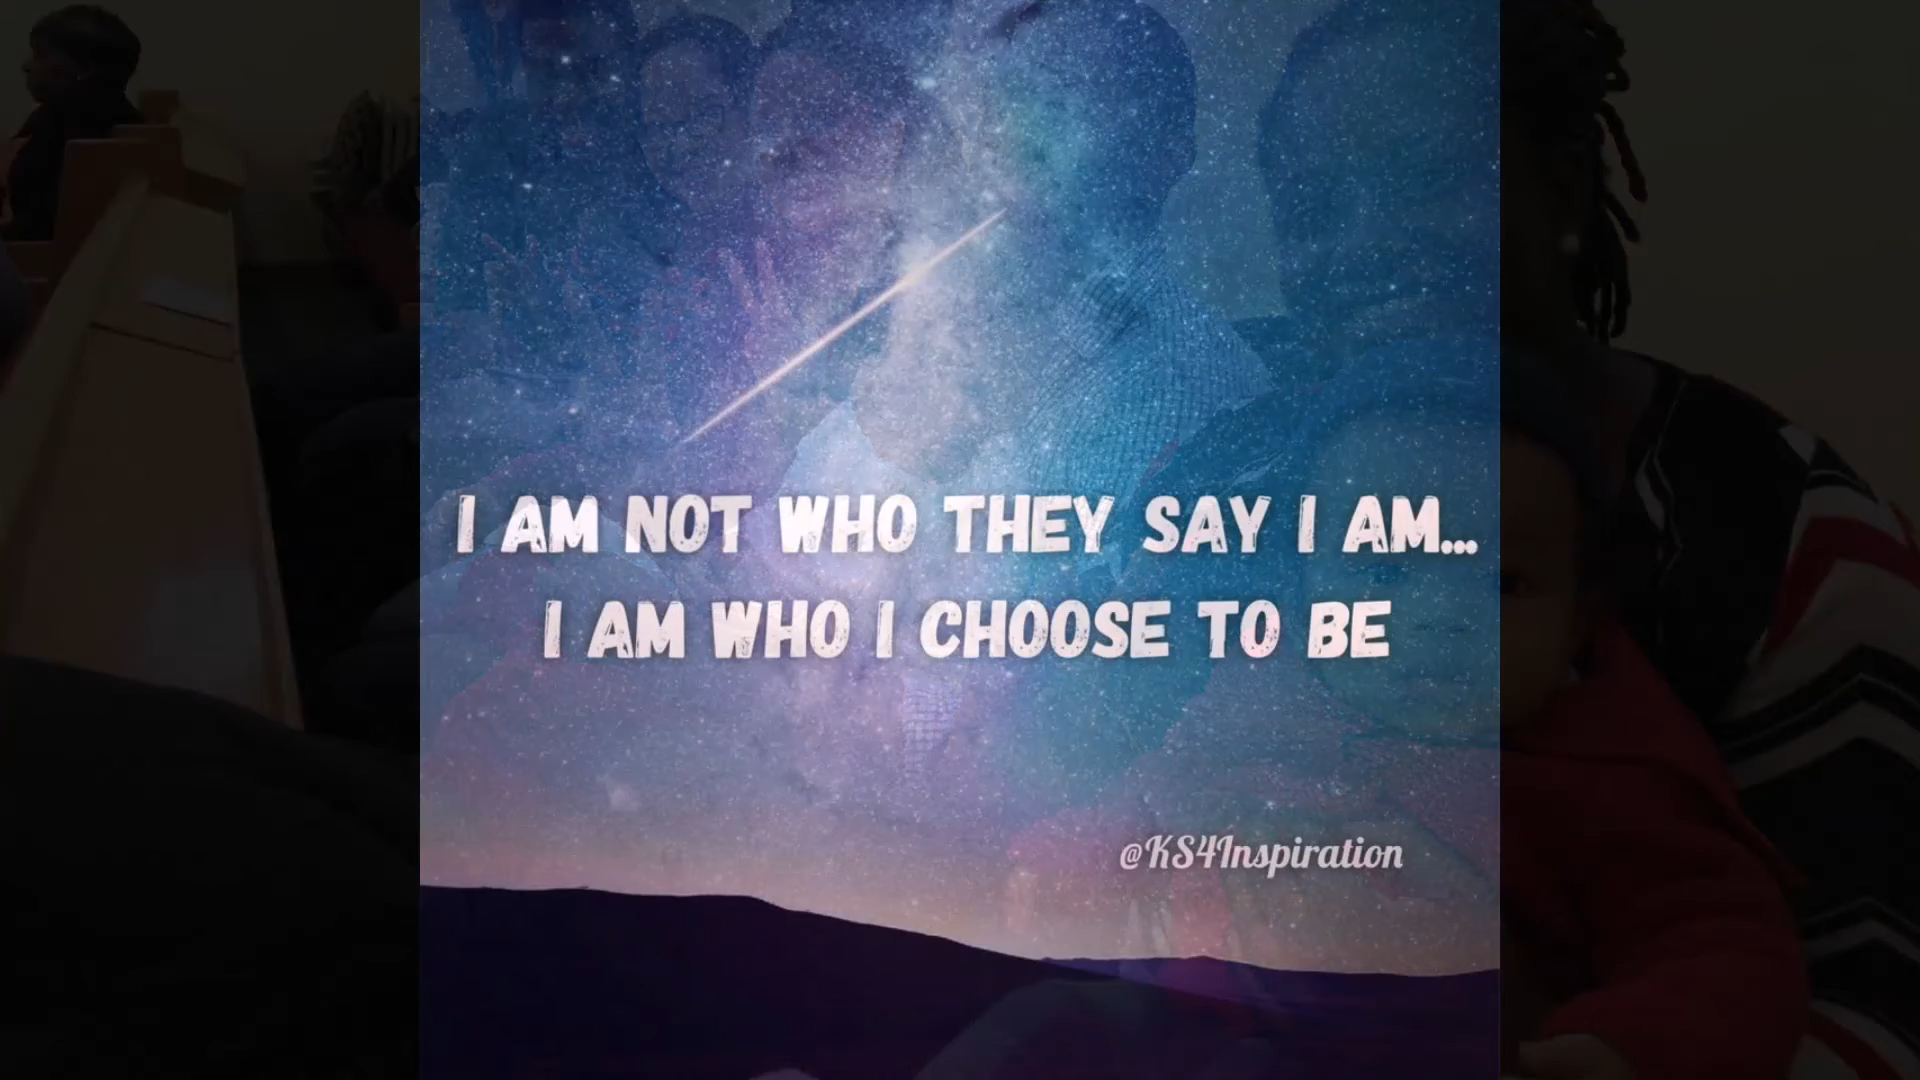 I AM NOT WHO THEY SAY I AM...
I AM WHO I CHOOSE TO BE
@KS4Inspiration